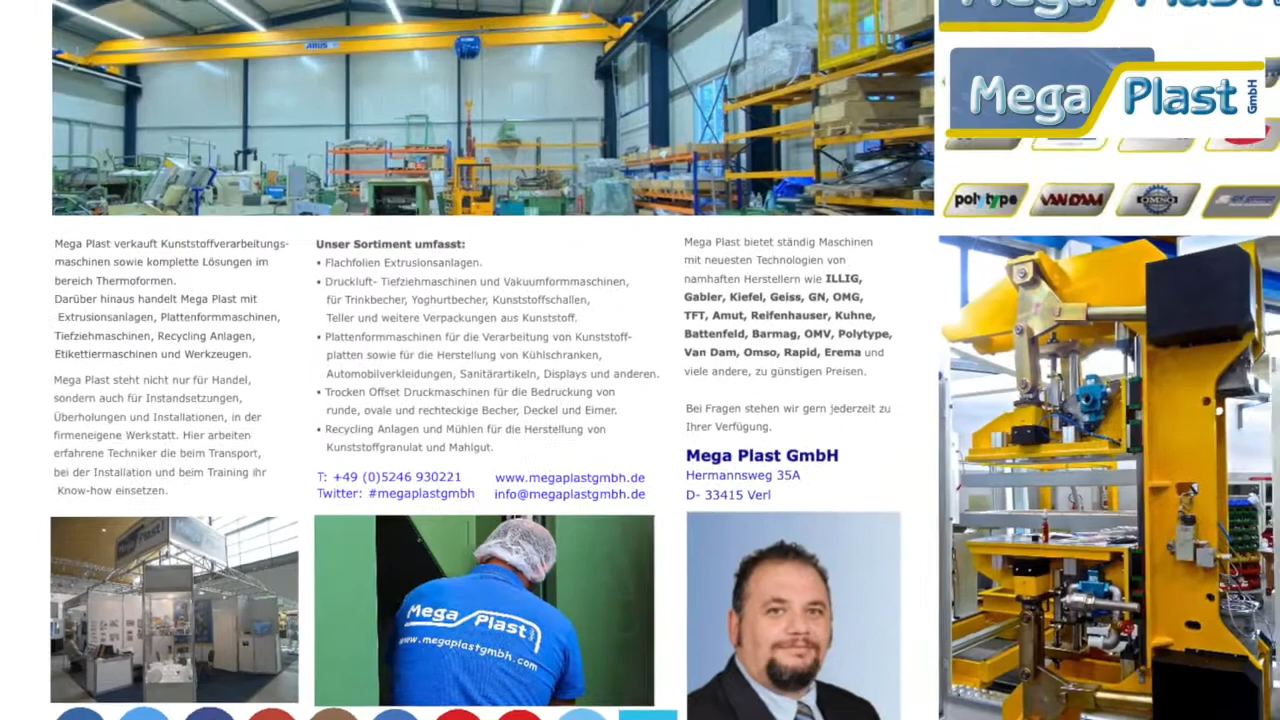 ABUS
Mega Plast
Mega Plast GmbH
polytype
VAN DAM
OMSO
Mega Plast verkauft Kunststoffverarbeitungs-
maschinen sowie komplette Lösungen im
bereich Thermoformen.
Darüber hinaus handelt Mega Plast mit
Extrusionsanlagen, Plattenformmaschinen,
Tiefziehmaschinen, Recycling Anlagen,
Etikettiermaschinen und Werkzeugen.
Mega Plast steht nicht nur für Handel,
sondern auch für Instandsetzungen,
Überholungen und Installationen, in der
firmeneigene Werkstatt. Hier arbeiten
erfahrene Techniker die beim Transport,
bei der Installation und beim Training ihr
Know-how einsetzen.
Unser Sortiment umfasst:
• Flachfolien Extrusionsanlagen.
• Druckluft- Tiefziehmaschinen und Vakuumformmaschinen,
für Trinkbecher, Yoghurtbecher, Kunststoffschallen,
Teller und weitere Verpackungen aus Kunststoff.
• Plattenformmaschinen für die Verarbeitung von Kunststoff-
platten sowie für die Herstellung von Kühlschranken,
Automobilverkleidungen, Sanitärartikeln, Displays und anderen.
• Trocken Offset Druckmaschinen für die Bedruckung von
runde, ovale und rechteckige Becher, Deckel und Eimer.
• Recycling Anlagen und Mühlen für die Herstellung von
Kunststoffgranulat und Mahlgut.
T: +49 (0)5246 930221 www.megaplastgmbh.de
Twitter: #megaplastgmbh info@megaplastgmbh.de
Mega Plast bietet ständig Maschinen
mit neuesten Technologien von
namhaften Herstellern wie ILLIG,
Gabler, Kiefel, Geiss, GN, OMG,
TFT, Amut, Reifenhauser, Kuhne,
Battenfeld, Barmag, OMV, Polytype,
Van Dam, Omso, Rapid, Erema und
viele andere, zu günstigen Preisen.
Bei Fragen stehen wir gern jederzeit zu
Ihrer Verfügung.
Mega Plast GmbH
Hermannsweg 35A
D- 33415 Verl
Mega Plast
Mega Plast
www.megaplastgmbh.com